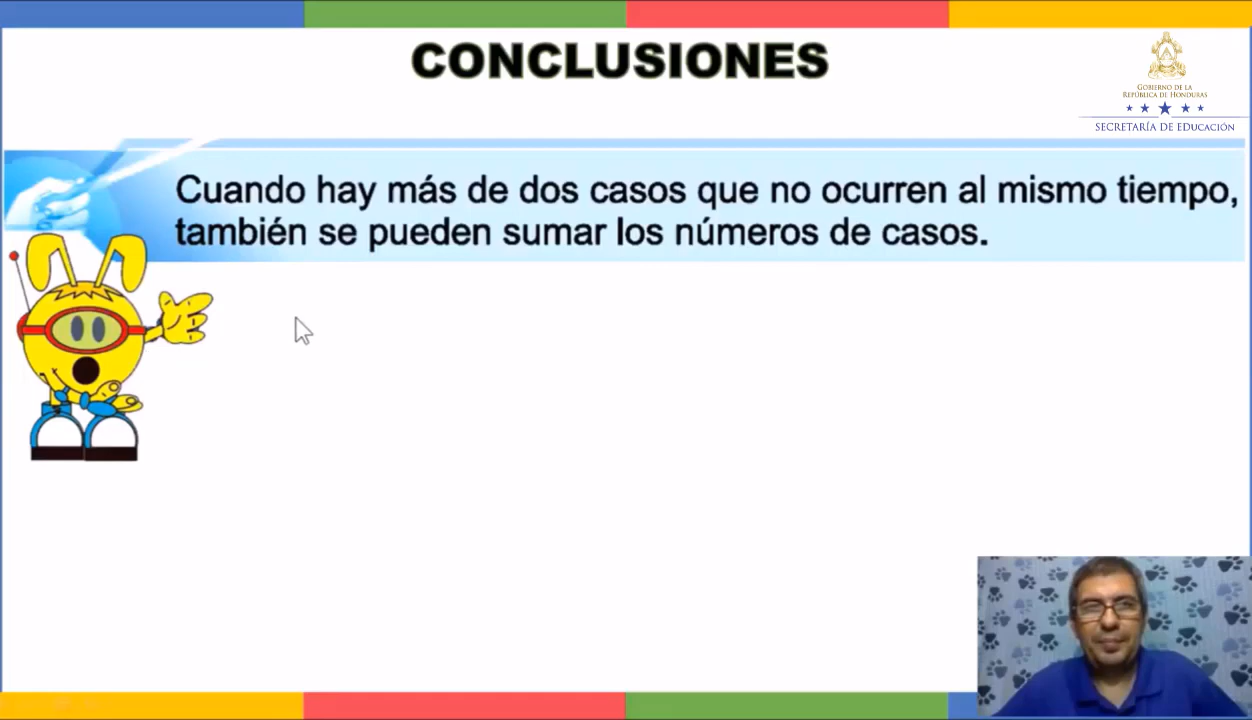 CONCLUSIONES
GOBIERNO DE LA
REPÚBLICA DE HONDURAS
SECRETARÍA DE EDUCACIÓN
Cuando hay más de dos casos que no ocurren al mismo tiempo,
también se pueden sumar los números de casos.